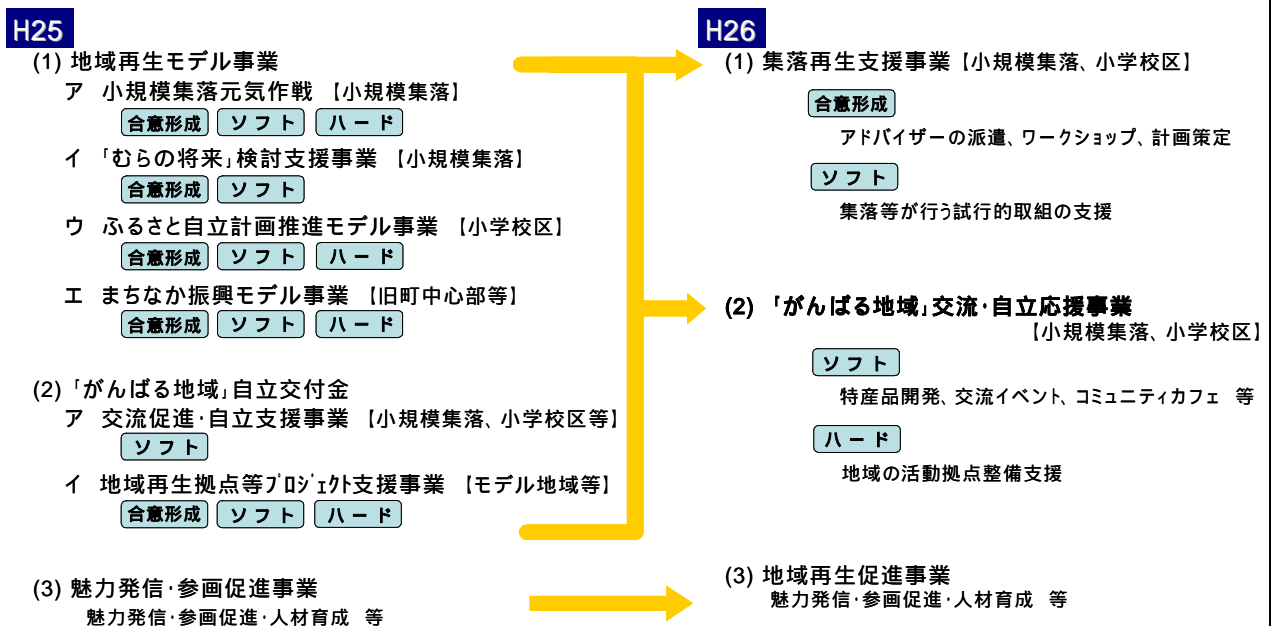 H25
(1) 地域再生モデル事業
ア 小規模集落元気作戦 【小規模集落】
合意形成 ソフト ハード
イ 「むらの将来」検討支援事業 【小規模集落】
合意形成 ソフト
ウ ふるさと自立計画推進モデル事業 【小学校区】
合意形成 ソフト ハード
エ まちなか振興モデル事業 【旧町中心部等】
合意形成 ソフト ハード
(2) 「がんばる地域」自立交付金
ア 交流促進・自立支援事業 【小規模集落、小学校区等】
ソフト
イ 地域再生拠点等ﾌﾟﾛｼﾞｪｸﾄ支援事業 【モデル地域等】
合意形成 ソフト ハード
(3) 魅力発信・参画促進事業
魅力発信・参画促進・人材育成 等
H26
(1) 集落再生支援事業【小規模集落、小学校区】
合意形成
アドバイザーの派遣、ワークショップ、計画策定
ソフト
集落等が行う試行的取組の支援
(2) 「がんばる地域」交流・自立応援事業
【小規模集落、小学校区】
ソフト
特産品開発、交流イベント、コミュニティカフェ 等
ハード
地域の活動拠点整備支援
(3) 地域再生促進事業
魅力発信・参画促進・人材育成 等